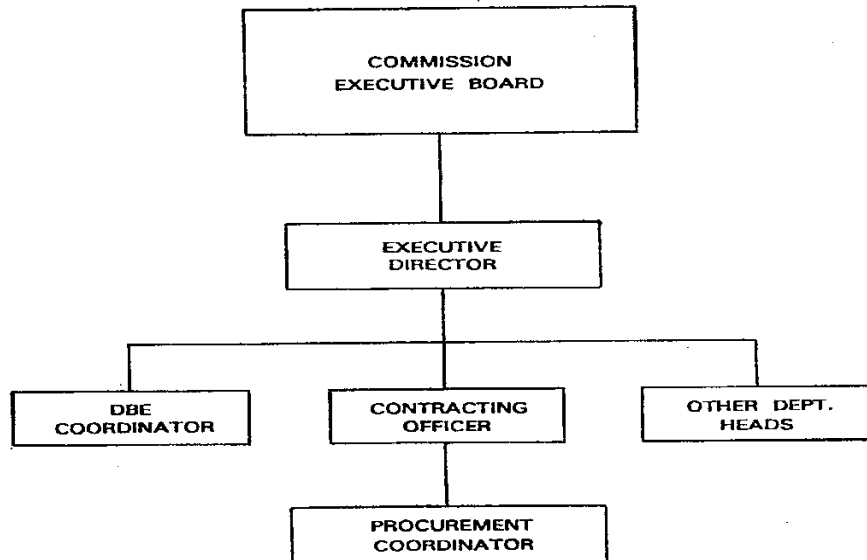 COMMISSION
EXECUTIVE BOARD
EXECUTIVE
DIRECTOR
DBE
COORDINATOR
CONTRACTING
OFFICER
OTHER DEPT.
HEADS
PROCUREMENT
COORDINATOR